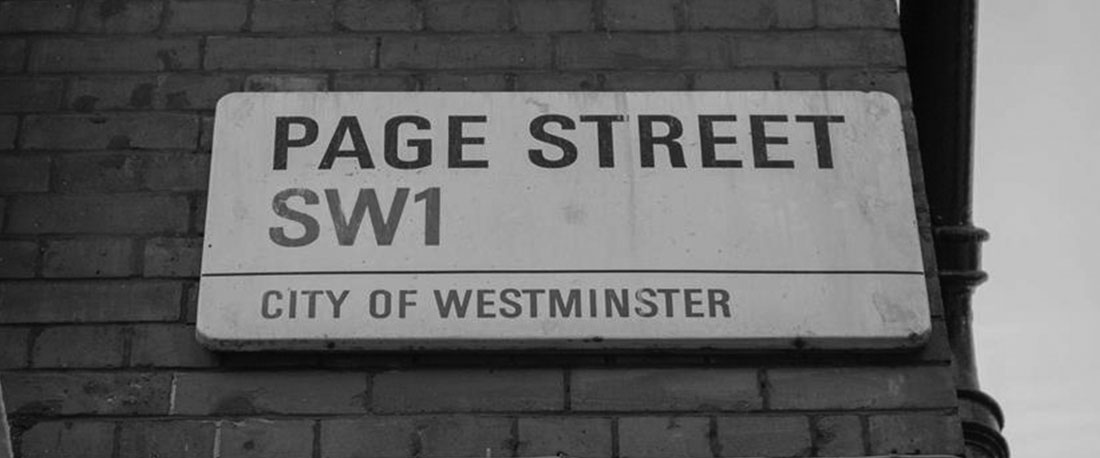 PAGE STREET
SW1
CITY OF WESTMINSTER